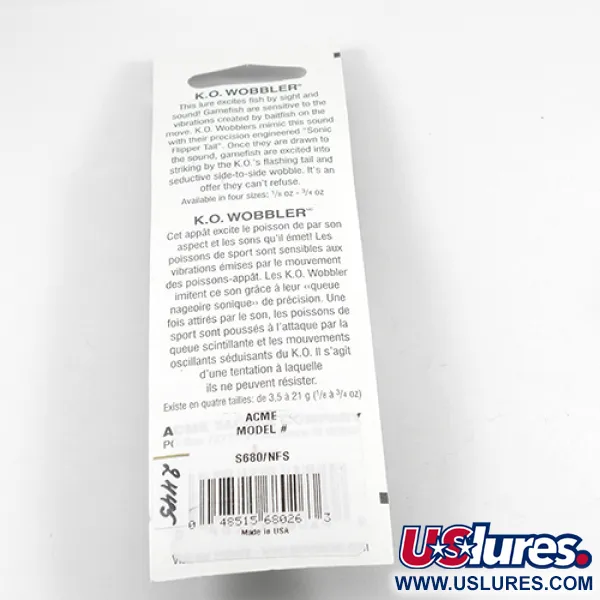 K.O. WOBBLER™
This lure excites fish by sight and
sound! Gamefish are sensitive to the
vibrations created by baitfish on the
move. K.O. Wobblers mimic this sound
with their precision engineered "Sonic
Flipper Tail". Once they are drawn to
the sound, gamefish are excited into
striking by the K.O.'s flashing tail and
seductive side-to-side wobble. It's an
offer they can't refuse.
Available in four sizes: 1/8 oz - 3/4 oz
K.O. WOBBLER™
Cet appât excite le poisson de par son
aspect et les sons qu'il émet! Les
poissons de sport sont sensibles aux
vibrations émises par le mouvement
des poissons-appât. Les K.O. Wobbler
imitent ce son grâce à leur «queue
nageoire sonique» de précision. Une
fois attirés par le son, les poissons de
sport sont poussés à l'attaque par la
queue scintillante et les mouvements
oscillants séduisants du K.O. Il s'agit
d'une tentation à laquelle
ils ne peuvent résister.
Existe en quatre tailles: de 3,5 à 21 g (1/8 à 3/4 oz)
ACME
MODEL #
S680/NFS
2445
0 48515 68026 3
Made in USA
USlures.
WWW.USLURES.COM